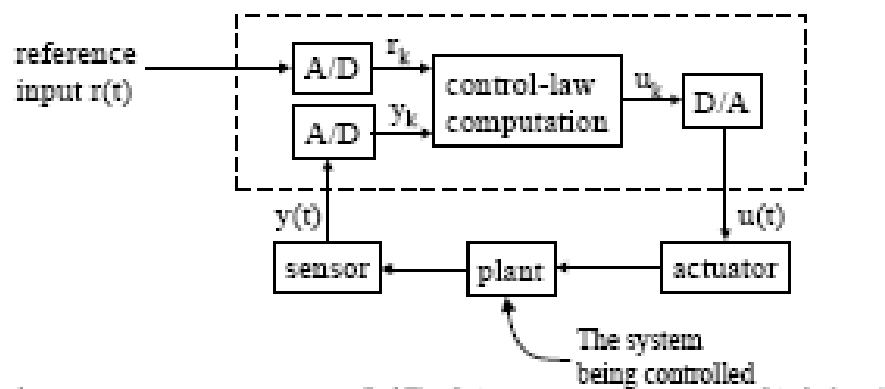 reference
input r(t)
A/D
r_k
A/D
y_k
control-law
computation
u_k
D/A
y(t)
u(t)
sensor
plant
actuator
The system
being controlled